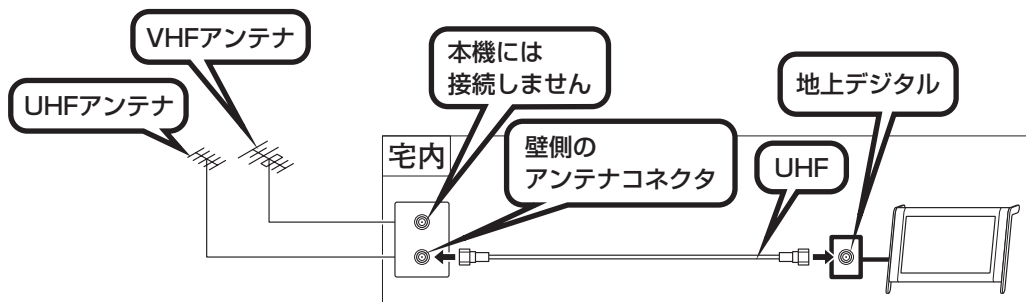 VHFアンテナ
UHFアンテナ
本機には
接続しません
地上デジタル
宅内
壁側の
アンテナコネクタ
UHF